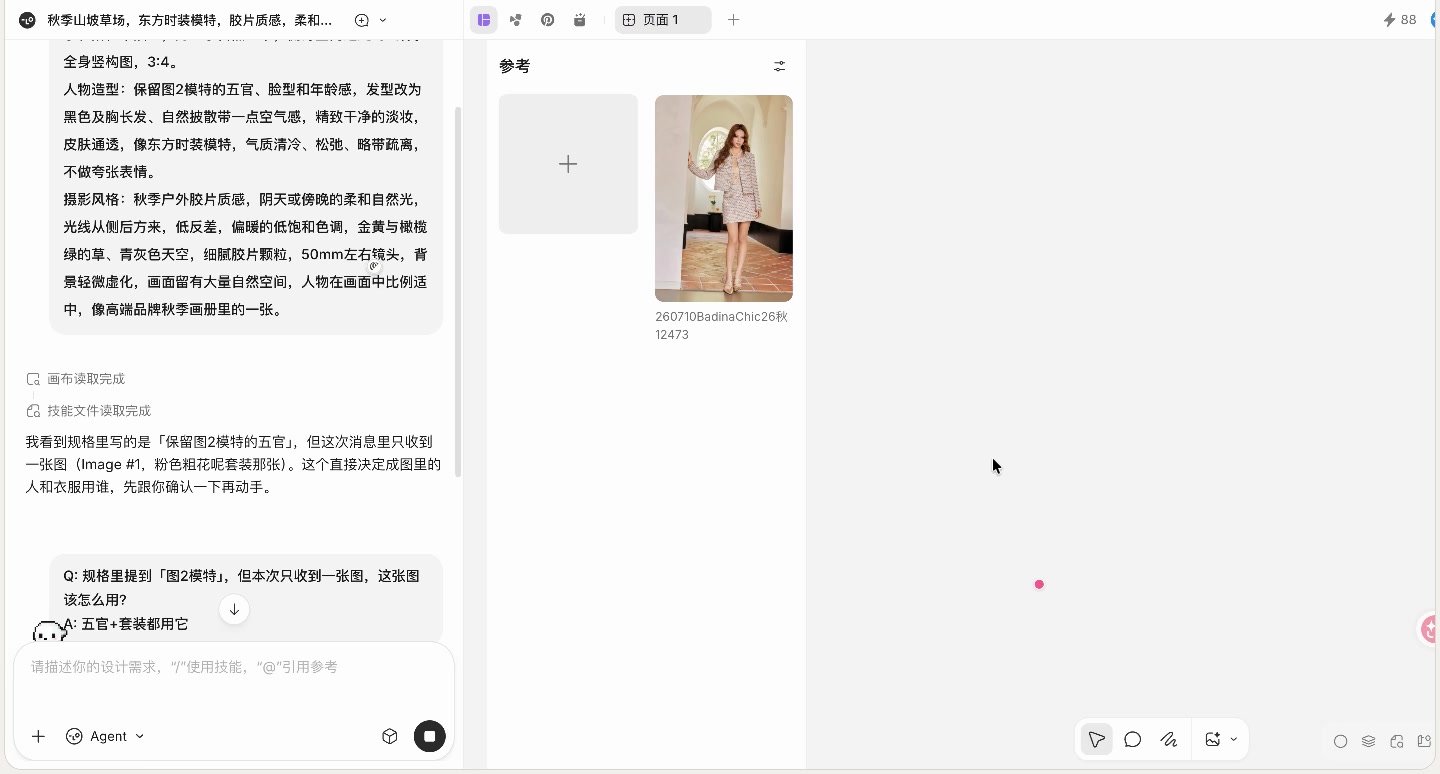 秋季山坡草场，东方时装模特，胶片质感，柔和...
页面 1
88
全身竖构图，3:4。
人物造型：保留图2模特的五官、脸型和年龄感，发型改为
黑色及胸长发、自然披散带一点空气感，精致干净的淡妆，
皮肤通透，像东方时装模特，气质清冷、松弛、略带疏离，
不做夸张表情。
摄影风格：秋季户外胶片质感，阴天或傍晚的柔和自然光，
光线从侧后方来，低反差，偏暖的低饱和色调，金黄与橄榄
绿的草、青灰色天空，细腻胶片颗粒，50mm左右镜头，背
景轻微虚化，画面留有大量自然空间，人物在画面中比例适
中，像高端品牌秋季画册里的一张。
画布读取完成
技能文件读取完成
我看到规格里写的是「保留图2模特的五官」，但这次消息里只收到
一张图（Image #1，粉色粗花呢套装那张）。这个直接决定成图里的
人和衣服用谁，先跟你确认一下再动手。
Q: 规格里提到「图2模特」，但本次只收到一张图，这张图
该怎么用?
A: 五官+套装都用它
请描述你的设计需求，“/”使用技能，“@”引用参考
Agent
参考
260710BadinaChic26秋
12473